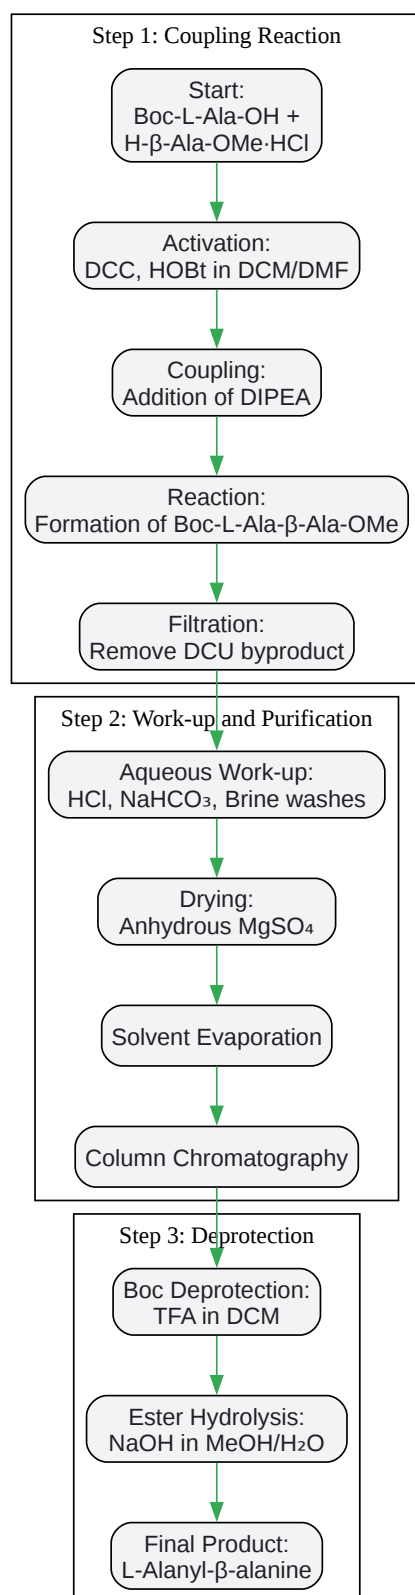 Step 1: Coupling Reaction
Start:
Boc-L-Ala-OH +
H-β-Ala-OMe·HCl
Activation:
DCC, HOBt in DCM/DMF
Coupling:
Addition of DIPEA
Reaction:
Formation of Boc-L-Ala-β-Ala-OMe
Filtration:
Remove DCU byproduct
Step 2: Work-up and Purification
Aqueous Work-up:
HCl, NaHCO₃, Brine washes
Drying:
Anhydrous MgSO₄
Solvent Evaporation
Column Chromatography
Step 3: Deprotection
Boc Deprotection:
TFA in DCM
Ester Hydrolysis:
NaOH in MeOH/H₂O
Final Product:
L-Alanyl-β-alanine